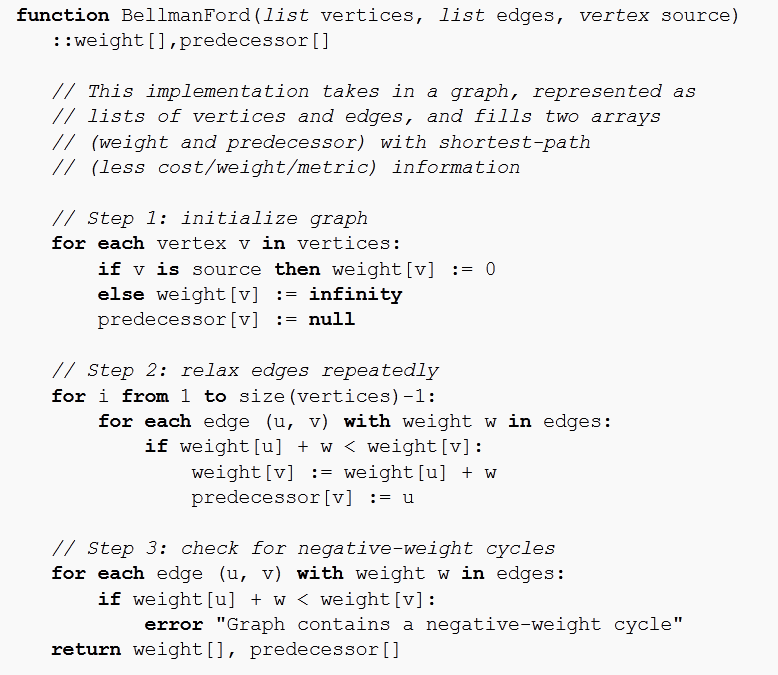 function BellmanFord(list vertices, list edges, vertex source)
::weight[],predecessor[]
// This implementation takes in a graph, represented as
// lists of vertices and edges, and fills two arrays
// (weight and predecessor) with shortest-path
// (less cost/weight/metric) information
// Step 1: initialize graph
for each vertex v in vertices:
if v is source then weight[v] := 0
else weight[v] := infinity
predecessor[v] := null
// Step 2: relax edges repeatedly
for i from 1 to size(vertices)-1:
for each edge (u, v) with weight w in edges:
if weight[u] + w < weight[v]:
weight[v] := weight[u] + w
predecessor[v] := u
// Step 3: check for negative-weight cycles
for each edge (u, v) with weight w in edges:
if weight[u] + w < weight[v]:
error "Graph contains a negative-weight cycle"
return weight[], predecessor[]